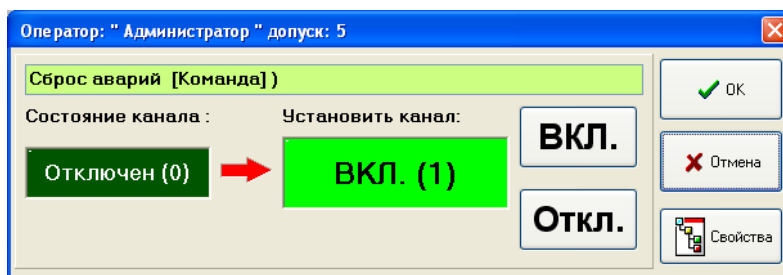 Оператор: " Администратор " допуск: 5
Сброс аварий [Команда] )
Состояние канала :
Установить канал:
Отключен (0)
ВКЛ. (1)
ВКЛ.
Откл.
OK
Отмена
Свойства